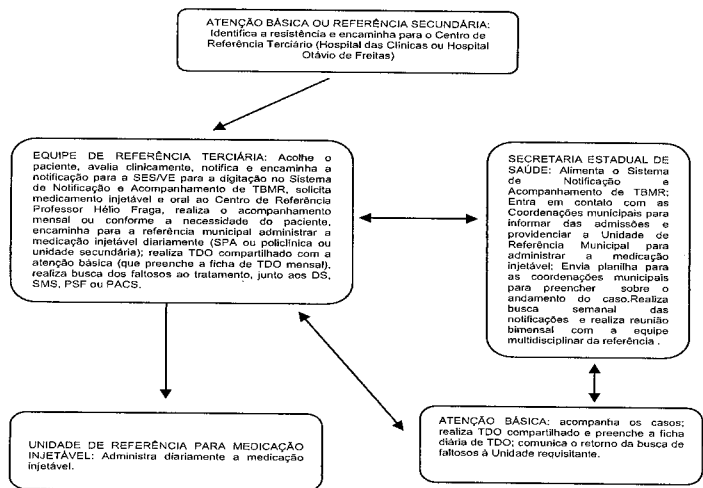 ATENÇÃO BÁSICA OU REFERÊNCIA SECUNDÁRIA:
Identifica a resistência e encaminha para o Centro de
Referência Terciário (Hospital das Clínicas ou Hospital
Otávio de Freitas)
EQUIPE DE REFERÊNCIA TERCIÁRIA: Acolhe o
paciente, avalia clinicamente, notifica e encaminha a
notificação para a SES/VE para a digitação no Sistema
de Notificação e Acompanhamento de TBMR, solicita
medicamento injetável e oral ao Centro de Referência
Professor Hélio Fraga, realiza o acompanhamento
mensal ou conforme a necessidade do paciente,
encaminha para a referência municipal administrar a
medicação injetável diariamente (SPA ou policlínica ou
unidade secundária); realiza TDO compartilhado com a
atenção básica (que preenche a ficha de TDO mensal),
realiza busca dos faltosos ao tratamento, junto aos DS,
SMS, PSF ou PACS.
SECRETARIA ESTADUAL DE
SAÚDE: Alimenta o Sistema
de Notificação e
Acompanhamento de TBMR;
Entra em contato com as
Coordenações municipais para
informar das admissões e
providenciar a Unidade de
Referência Municipal para
administrar a medicação
injetável; Envia planilha para
as coordenações municipais
para preencher sobre o
andamento do caso.Realiza
busca semanal das
notificações e realiza reunião
bimensal com a equipe
multidisciplinar da referência .
UNIDADE DE REFERÊNCIA PARA MEDICAÇÃO
INJETÁVEL: Administra diariamente a medicação
injetável.
ATENÇÃO BÁSICA: acompanha os casos;
realiza TDO compartilhado e preenche a ficha
diária de TDO; comunica o retorno da busca de
faltosos à Unidade requisitante.